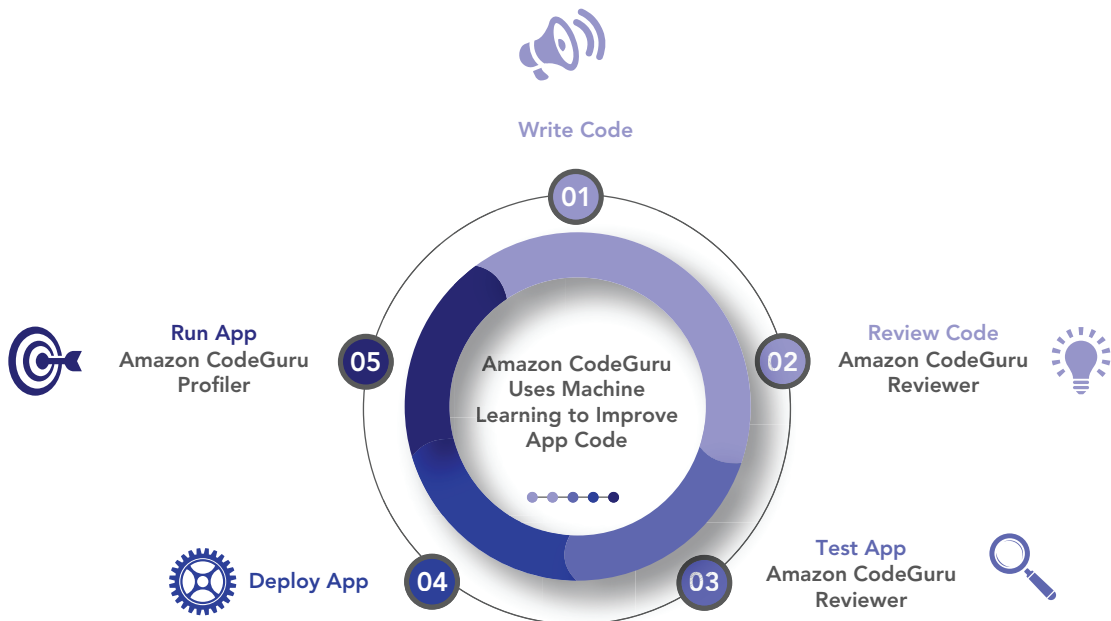 Write Code
01
Run App
Amazon CodeGuru
Profiler
05
Amazon CodeGuru
Uses Machine
Learning to Improve
App Code
02
Review Code
Amazon CodeGuru
Reviewer
Deploy App
04
03
Test App
Amazon CodeGuru
Reviewer